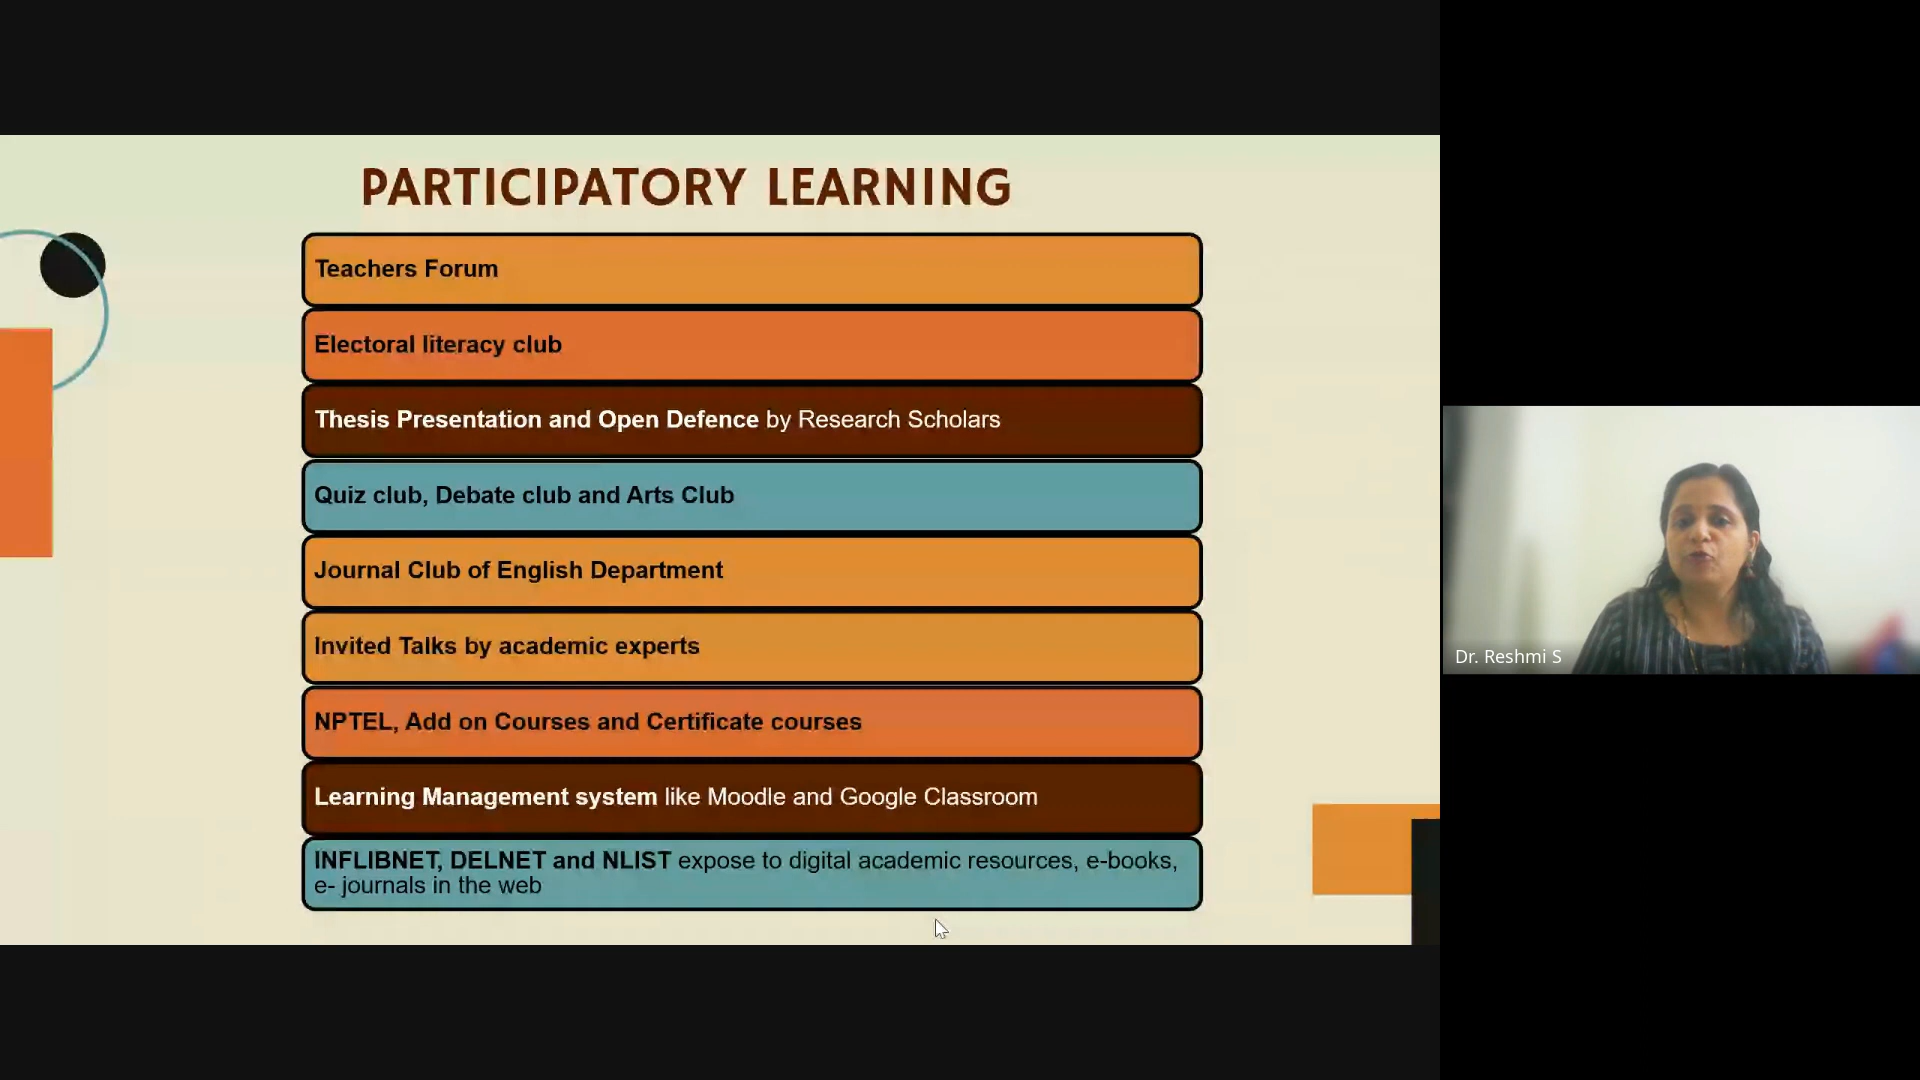 PARTICIPATORY LEARNING
Teachers Forum
Electoral literacy club
Thesis Presentation and Open Defence by Research Scholars
Quiz club, Debate club and Arts Club
Journal Club of English Department
Invited Talks by academic experts
NPTEL, Add on Courses and Certificate courses
Learning Management system like Moodle and Google Classroom
INFLIBNET, DELNET and NLIST expose to digital academic resources, e-books,
e- journals in the web
Dr. Reshmi S